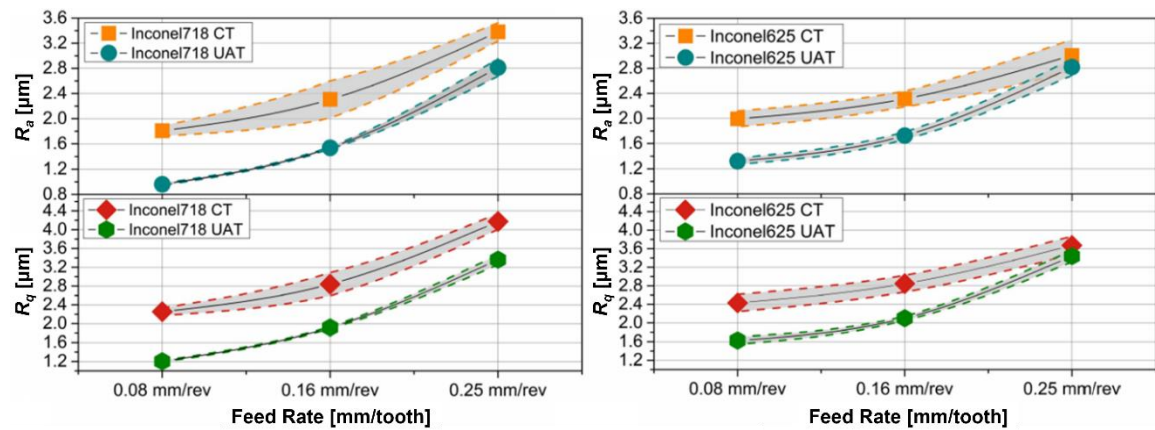 3.6
3.2
2.8
2.4
2.0
1.6
1.2
0.8
Ra [µm]
Inconel718 CT
Inconel718 UAT
4.4
4.0
3.6
3.2
2.8
2.4
2.0
1.6
1.2
Rq [µm]
Inconel718 CT
Inconel718 UAT
0.08 mm/rev 0.16 mm/rev 0.25 mm/rev
Feed Rate [mm/tooth]
3.6
3.2
2.8
2.4
2.0
1.6
1.2
0.8
Ra [µm]
Inconel625 CT
Inconel625 UAT
4.4
4.0
3.6
3.2
2.8
2.4
2.0
1.6
1.2
Rq [µm]
Inconel625 CT
Inconel625 UAT
0.08 mm/rev 0.16 mm/rev 0.25 mm/rev
Feed Rate [mm/tooth]